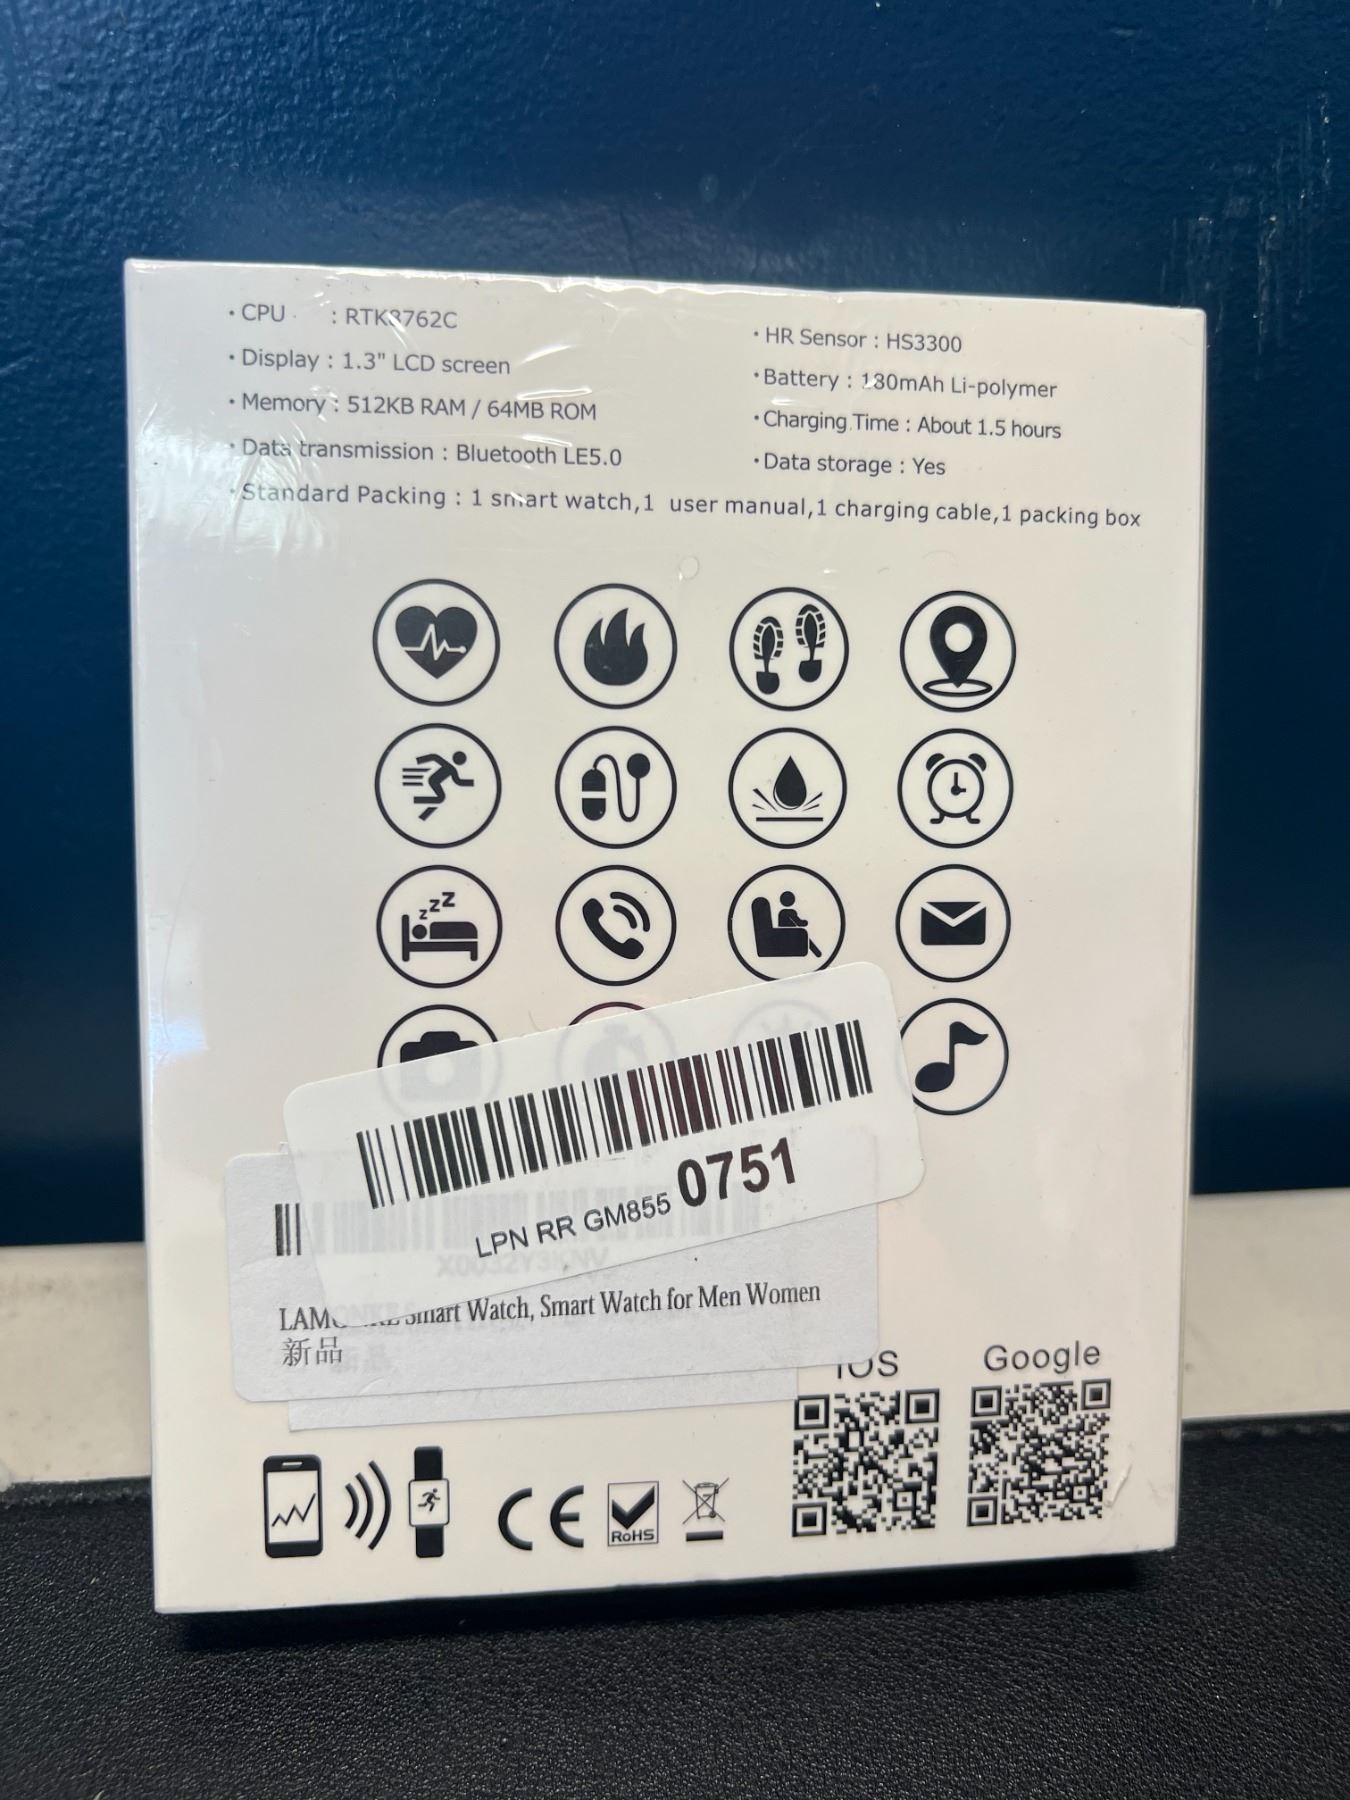 · CPU : RTK8762C
· Display : 1.3" LCD screen
· Memory : 512KB RAM / 64MB ROM
· Data transmission : Bluetooth LE5.0
· HR Sensor : HS3300
· Battery : 180mAh Li-polymer
· Charging Time : About 1.5 hours
· Data storage : Yes
· Standard Packing : 1 smart watch,1 user manual,1 charging cable,1 packing box
zzZ
LPN RR GM855 0751
X0032Y3KNV
Smart Watch, Smart Watch for Men Women
新品
iOS
Google
CE
RoHS